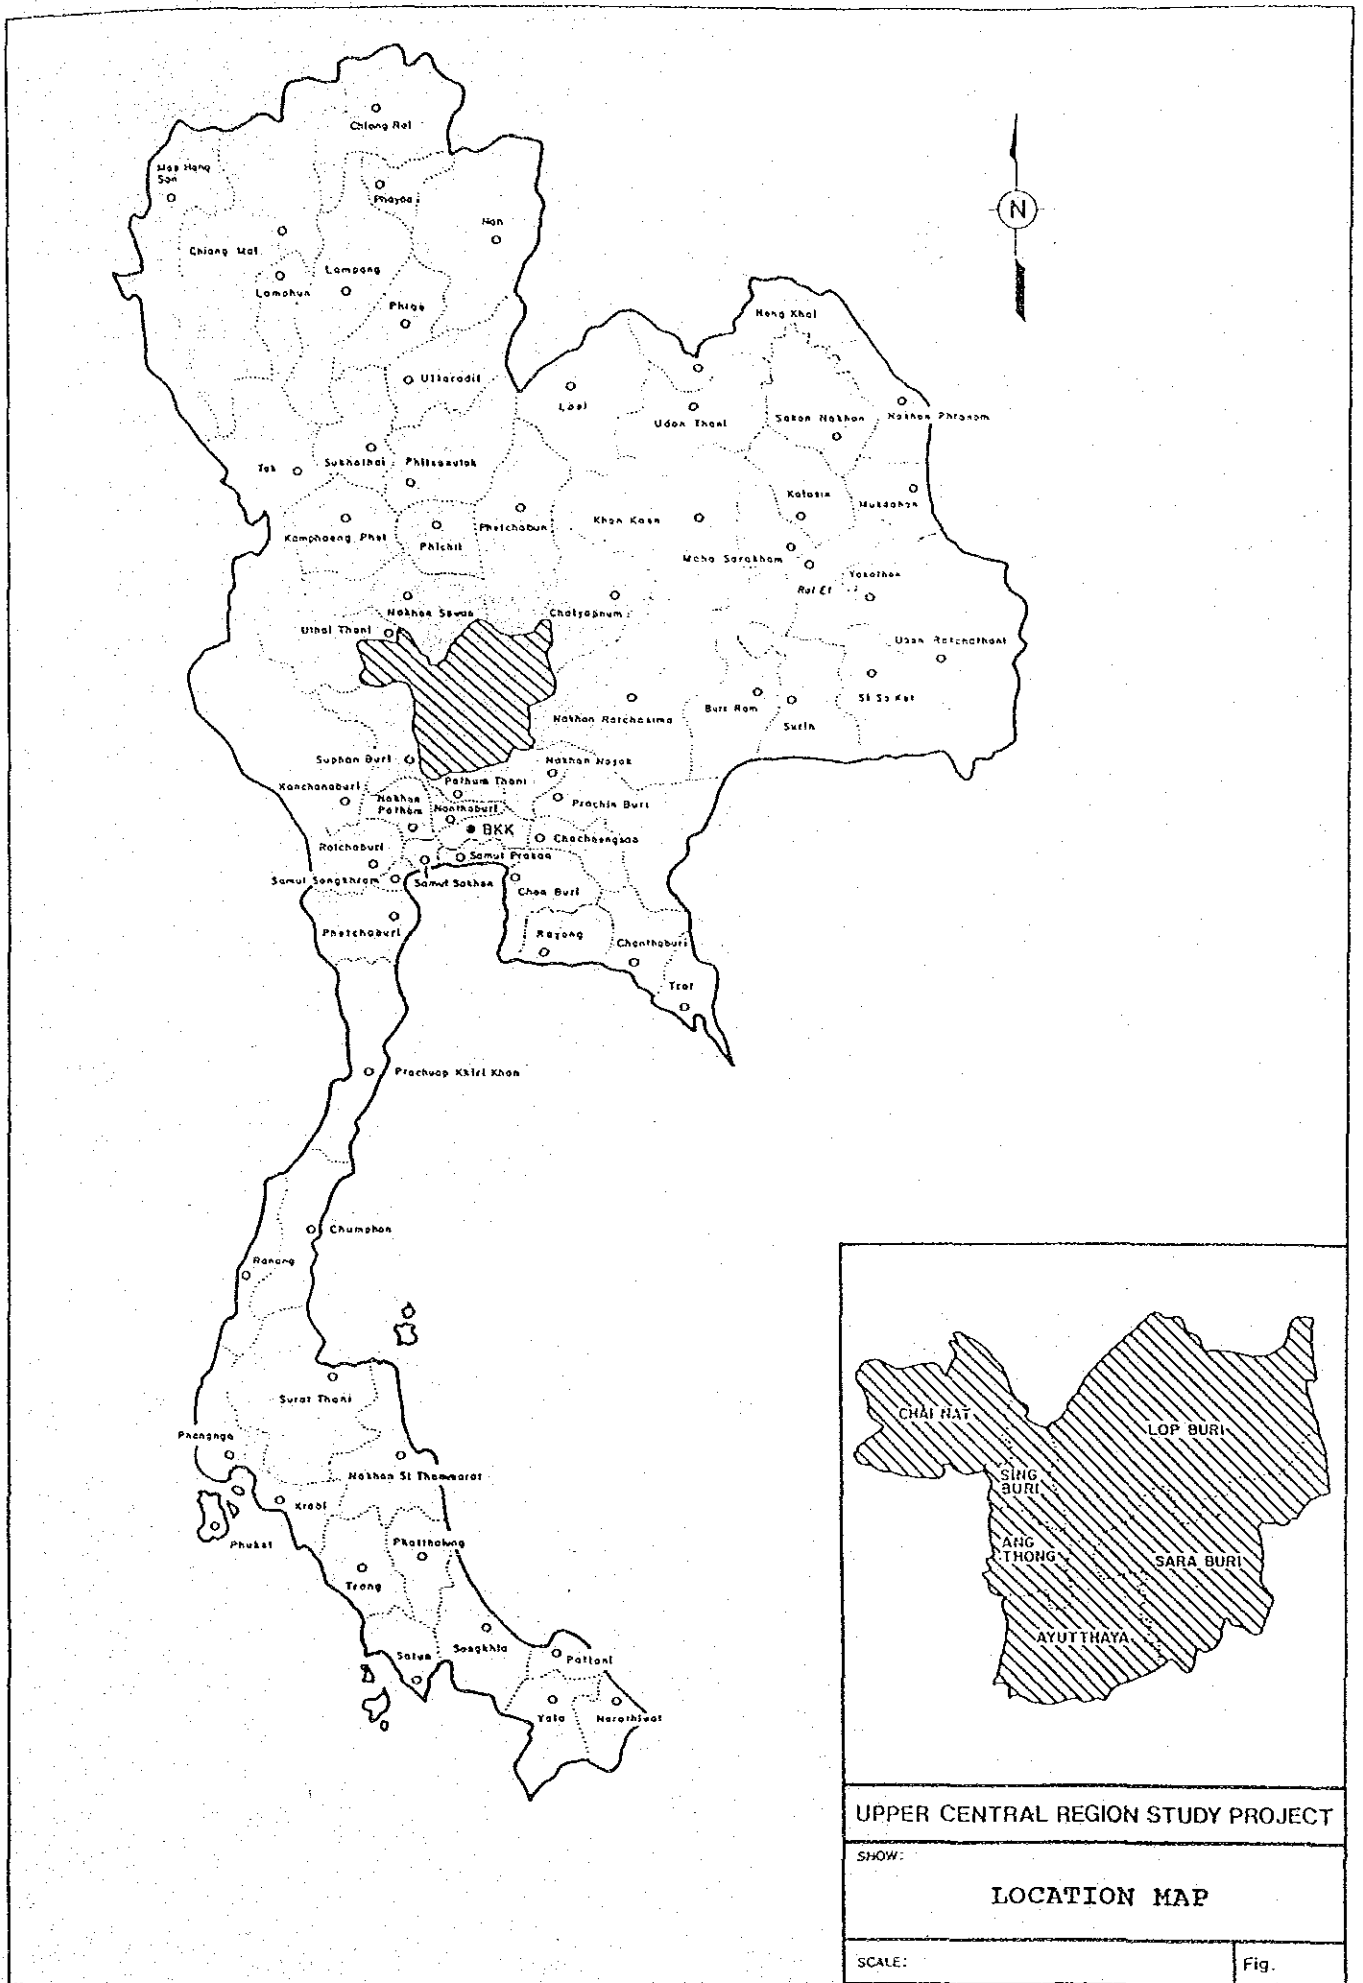 Chiang Rai
Mae Hong
Son
Phayao
Nan
N
Chiang Mai
Lampang
Lamphun
Phrae
Nong Khai
Uttaradit
Loei
Udon Thani
Sakon Nakhon
Nakhon Phranom
Tak
Sukhothai
Phitsanulok
Kalasin
Mukdahan
Kamphaeng Phet
Phichit
Phetchabun
Khon Kaen
Maha Sarakham
Roi Et
Yasothon
Nakhon Sawan
Chaiyaphum
Uthai Thani
Uban Ratchathani
Si Sa Ket
Buri Ram
Surin
Nakhon Ratchasima
Suphan Buri
Nakhon Nayok
Kanchanaburi
Pathum Thani
Nakhon
Pathom
Nonthaburi
Prachin Buri
BKK
Chachoengsao
Ratchaburi
Samut Prakan
Samut Songkhram
Samut Sakhon
Chon Buri
Phetchaburi
Rayong
Chanthaburi
Trat
Prachuap Khiri Khan
Chumphon
Ranong
Surat Thani
Phangnga
Nakhon Si Thammarat
Krabi
Phuket
Phatthalung
Trang
Satun
Songkhla
Pattani
Yala
Narathiwat
CHAI NAT
LOP BURI
SING
BURI
ANG
THONG
SARA BURI
AYUTTHAYA
UPPER CENTRAL REGION STUDY PROJECT
SHOW:
LOCATION MAP
SCALE:
Fig.